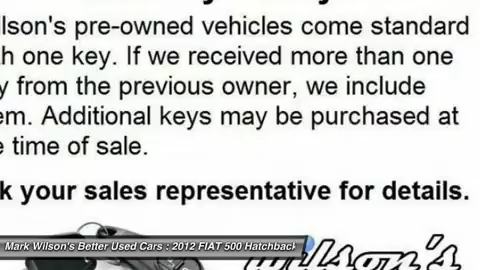 lson's pre-owned vehicles come standard
th one key. If we received more than one
y from the previous owner, we include
em. Additional keys may be purchased at
e time of sale.
k your sales representative for details.
Mark Wilson's Better Used Cars : 2012 FIAT 500 Hatchback
Wilson's